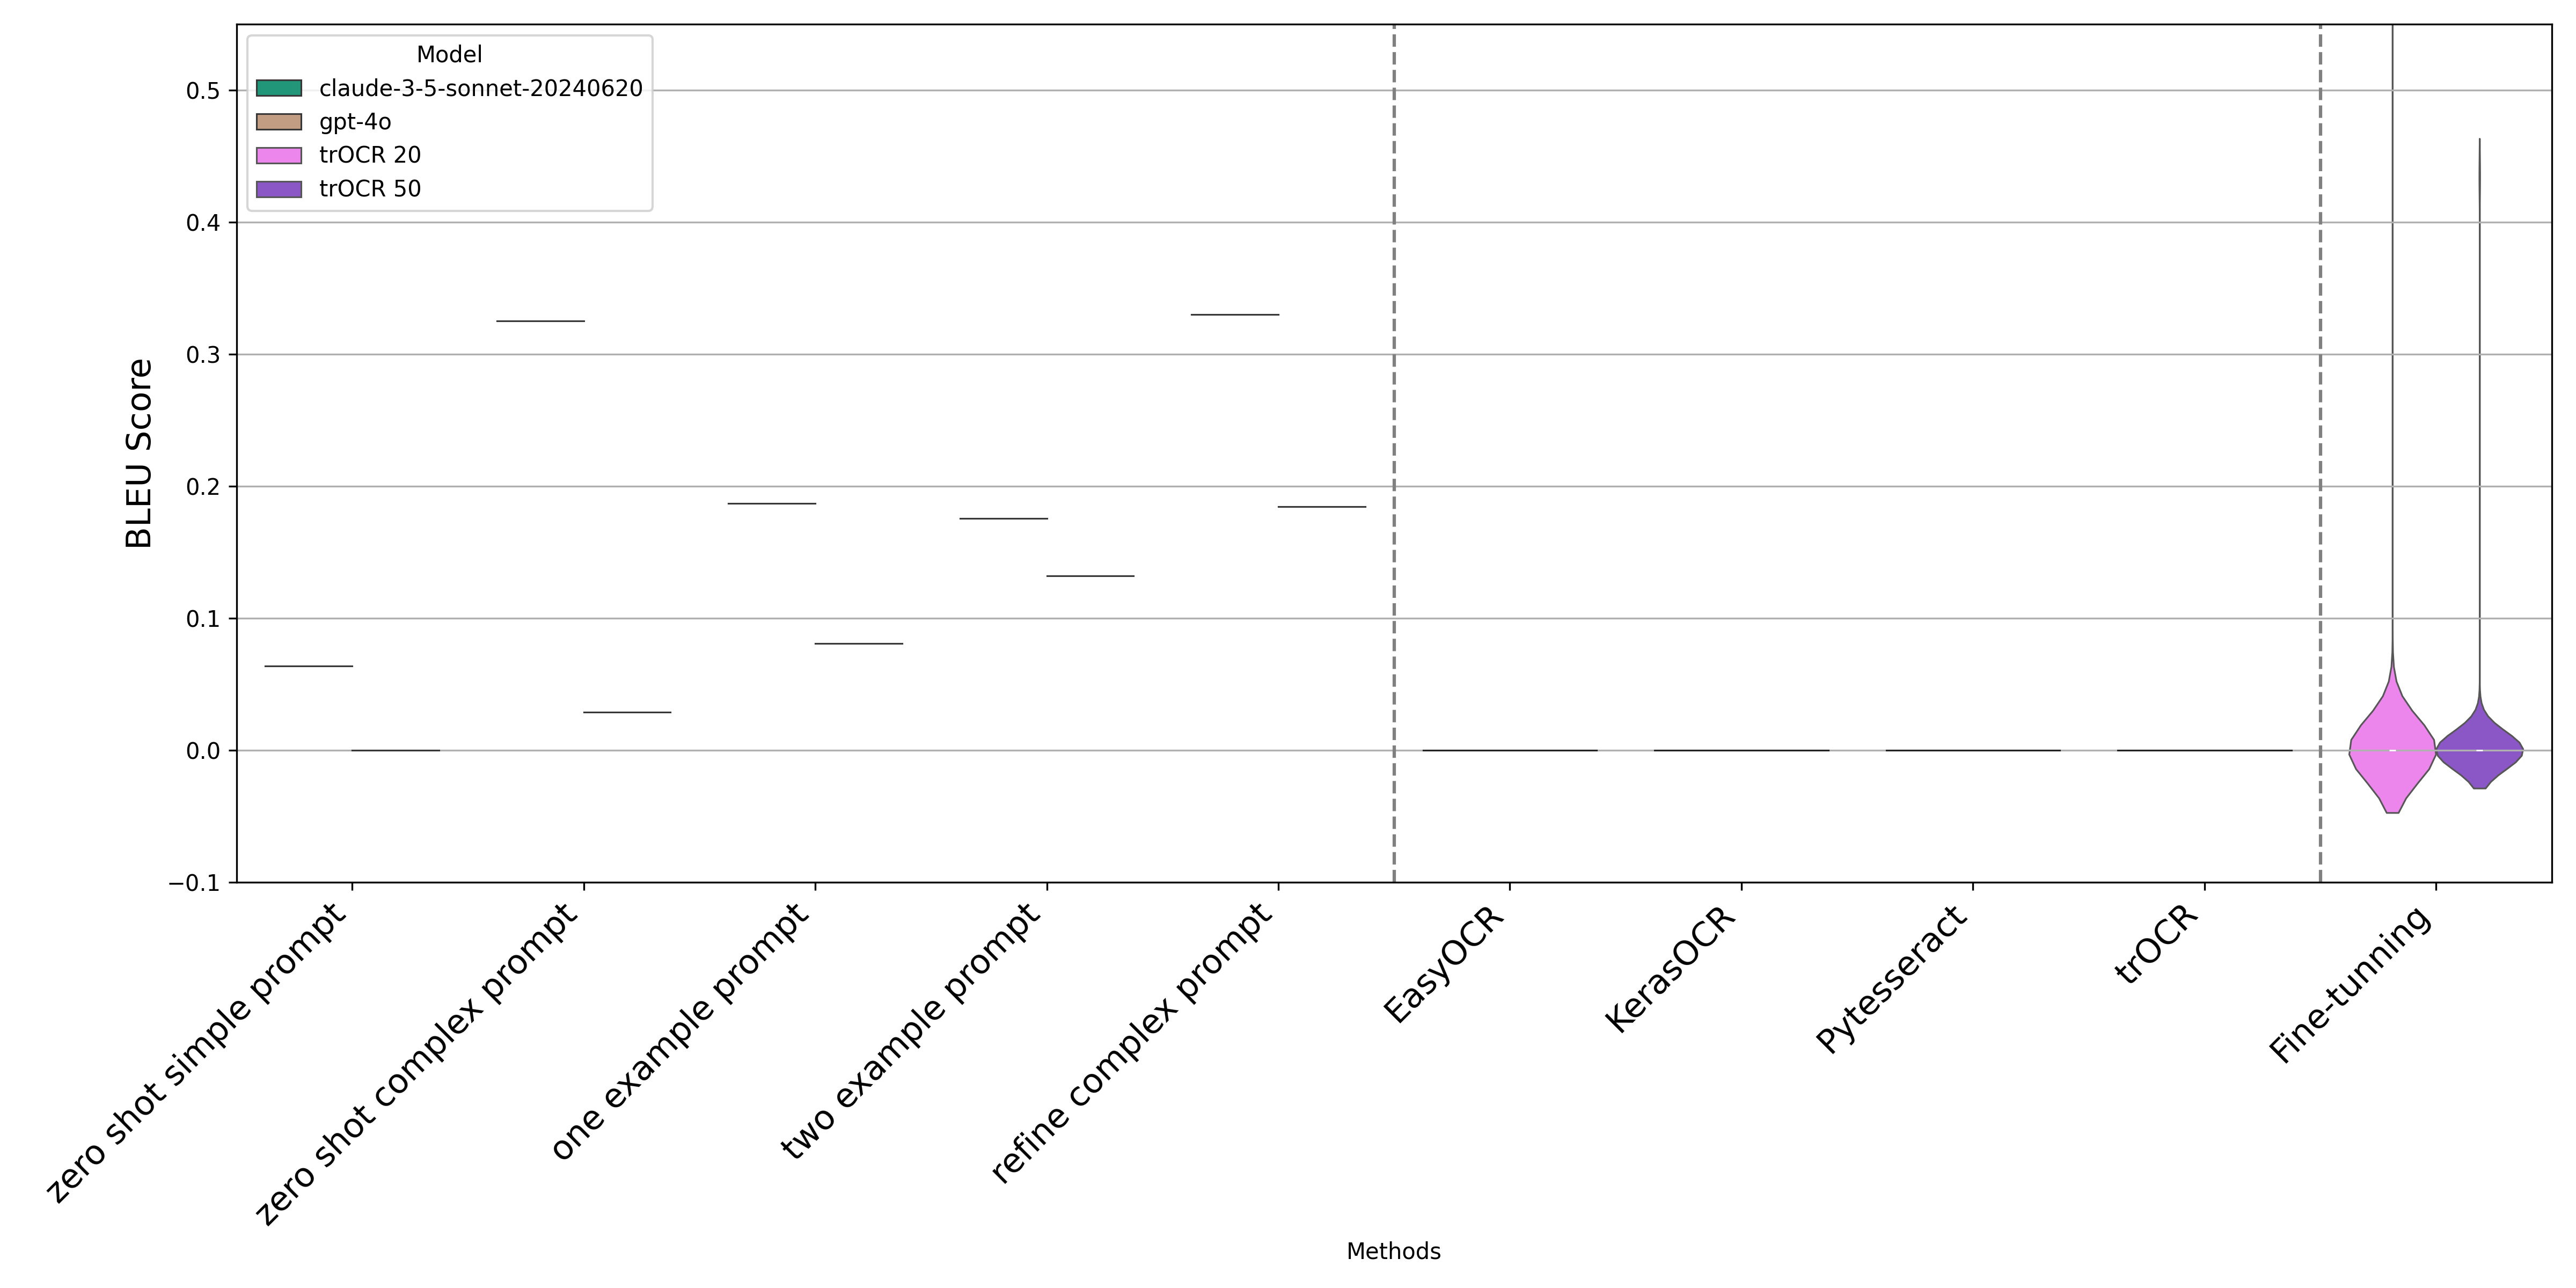 Model
claude-3-5-sonnet-20240620
gpt-4o
trOCR 20
trOCR 50
BLEU Score
0.5
0.4
0.3
0.2
0.1
0.0
−0.1
zero shot simple prompt
zero shot complex prompt
one example prompt
two example prompt
refine complex prompt
EasyOCR
KerasOCR
Pytesseract
trOCR
Fine-tunning
Methods